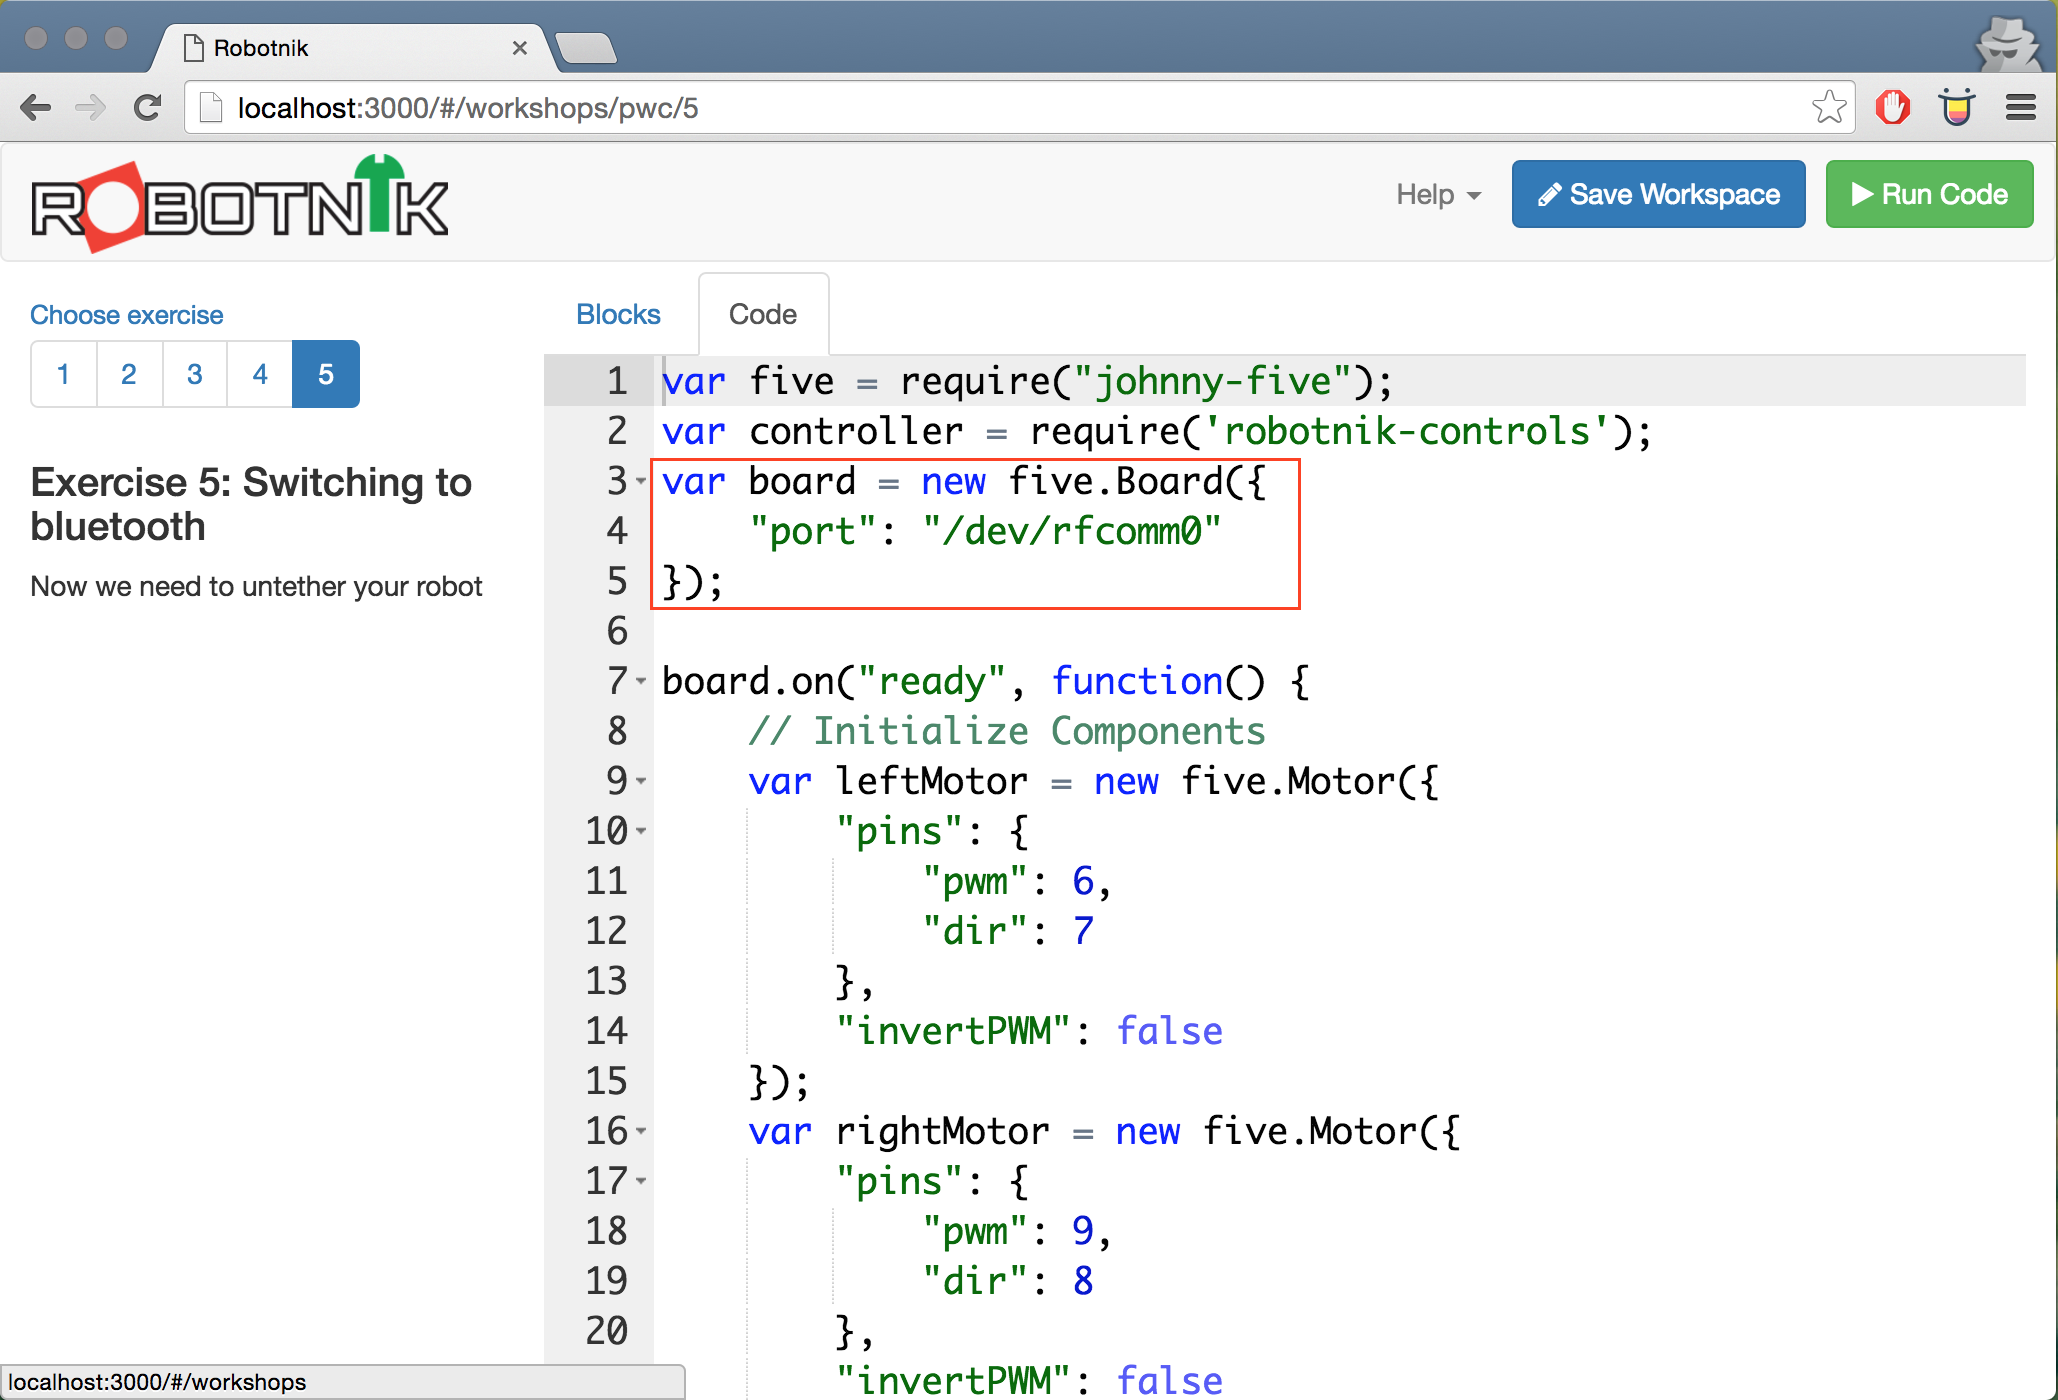 Robotnik
localhost:3000/#/workshops/pwc/5
ROBOTNIK
Help
Save Workspace
Run Code
Choose exercise
1 2 3 4 5
Exercise 5: Switching to
bluetooth
Now we need to untether your robot
Blocks
Code
1 var five = require("johnny-five");
2 var controller = require('robotnik-controls');
3 var board = new five.Board({
4 "port": "/dev/rfcomm0"
5 });
6
7 board.on("ready", function() {
8 // Initialize Components
9 var leftMotor = new five.Motor({
10 "pins": {
11 "pwm": 6,
12 "dir": 7
13 },
14 "invertPWM": false
15 });
16 var rightMotor = new five.Motor({
17 "pins": {
18 "pwm": 9,
19 "dir": 8
20 },
"invertPWM": false
localhost:3000/#/workshops